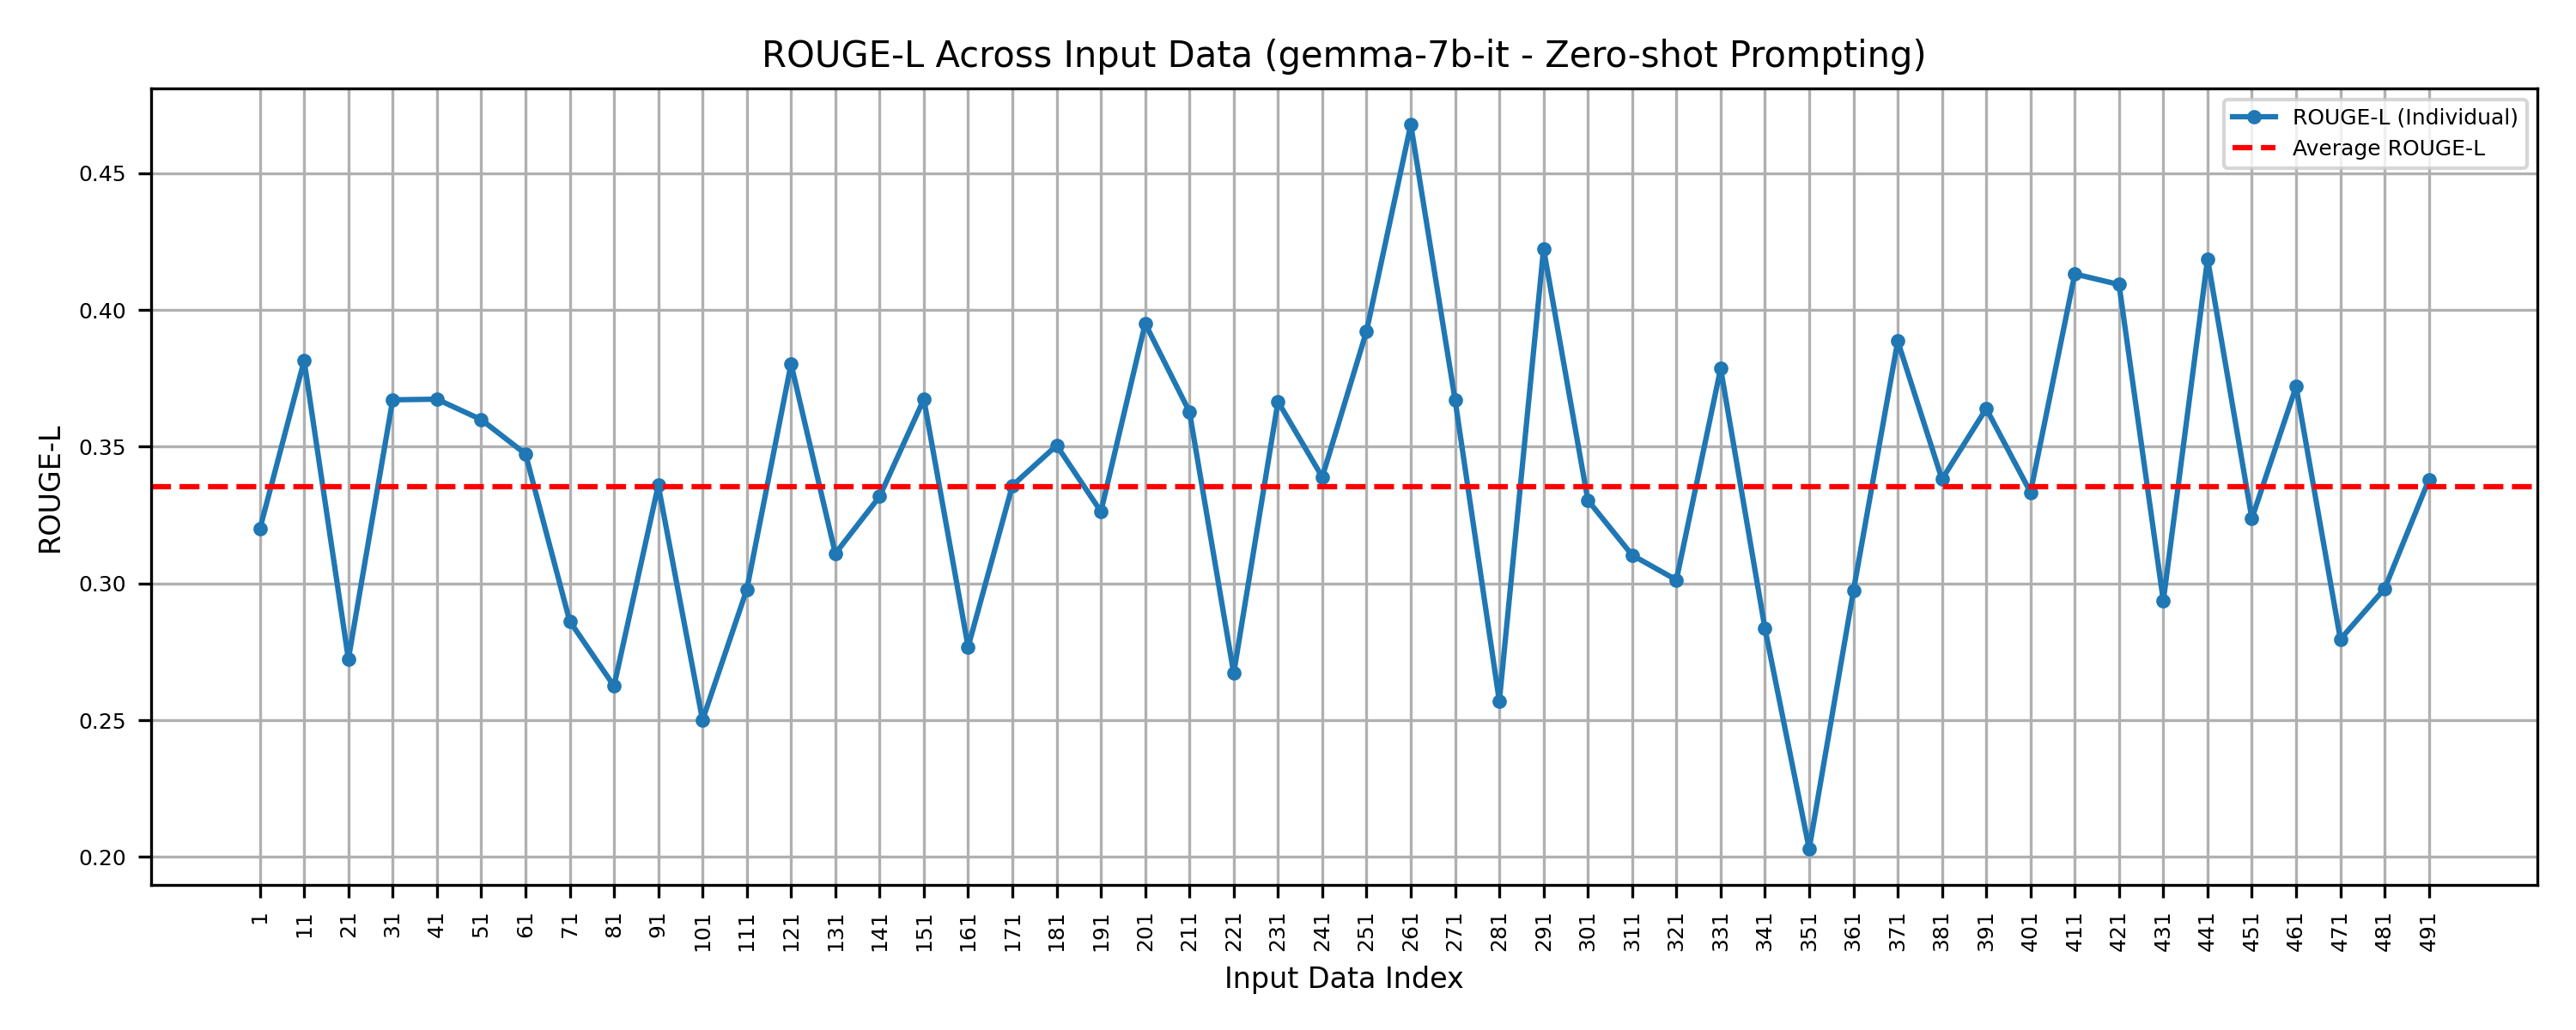 ROUGE-L Across Input Data (gemma-7b-it - Zero-shot Prompting)
ROUGE-L (Individual)
Average ROUGE-L
ROUGE-L
0.45
0.40
0.35
0.30
0.25
0.20
1 11 21 31 41 51 61 71 81 91 101 111 121 131 141 151 161 171 181 191 201 211 221 231 241 251 261 271 281 291 301 311 321 331 341 351 361 371 381 391 401 411 421 431 441 451 461 471 481 491
Input Data Index